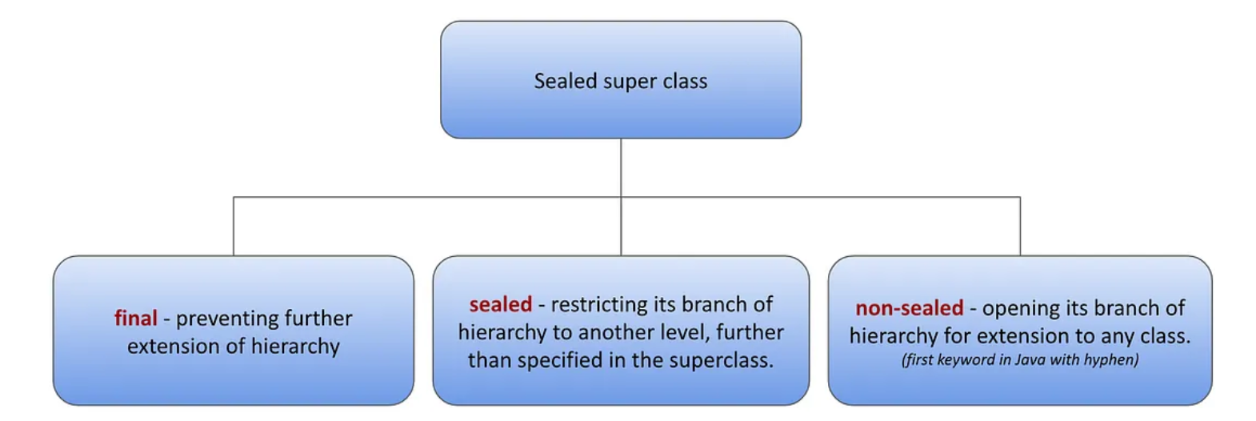 Sealed super class
final - preventing further
extension of hierarchy
sealed - restricting its branch of
hierarchy to another level, further
than specified in the superclass.
non-sealed - opening its branch of
hierarchy for extension to any class.
(first keyword in Java with hyphen)